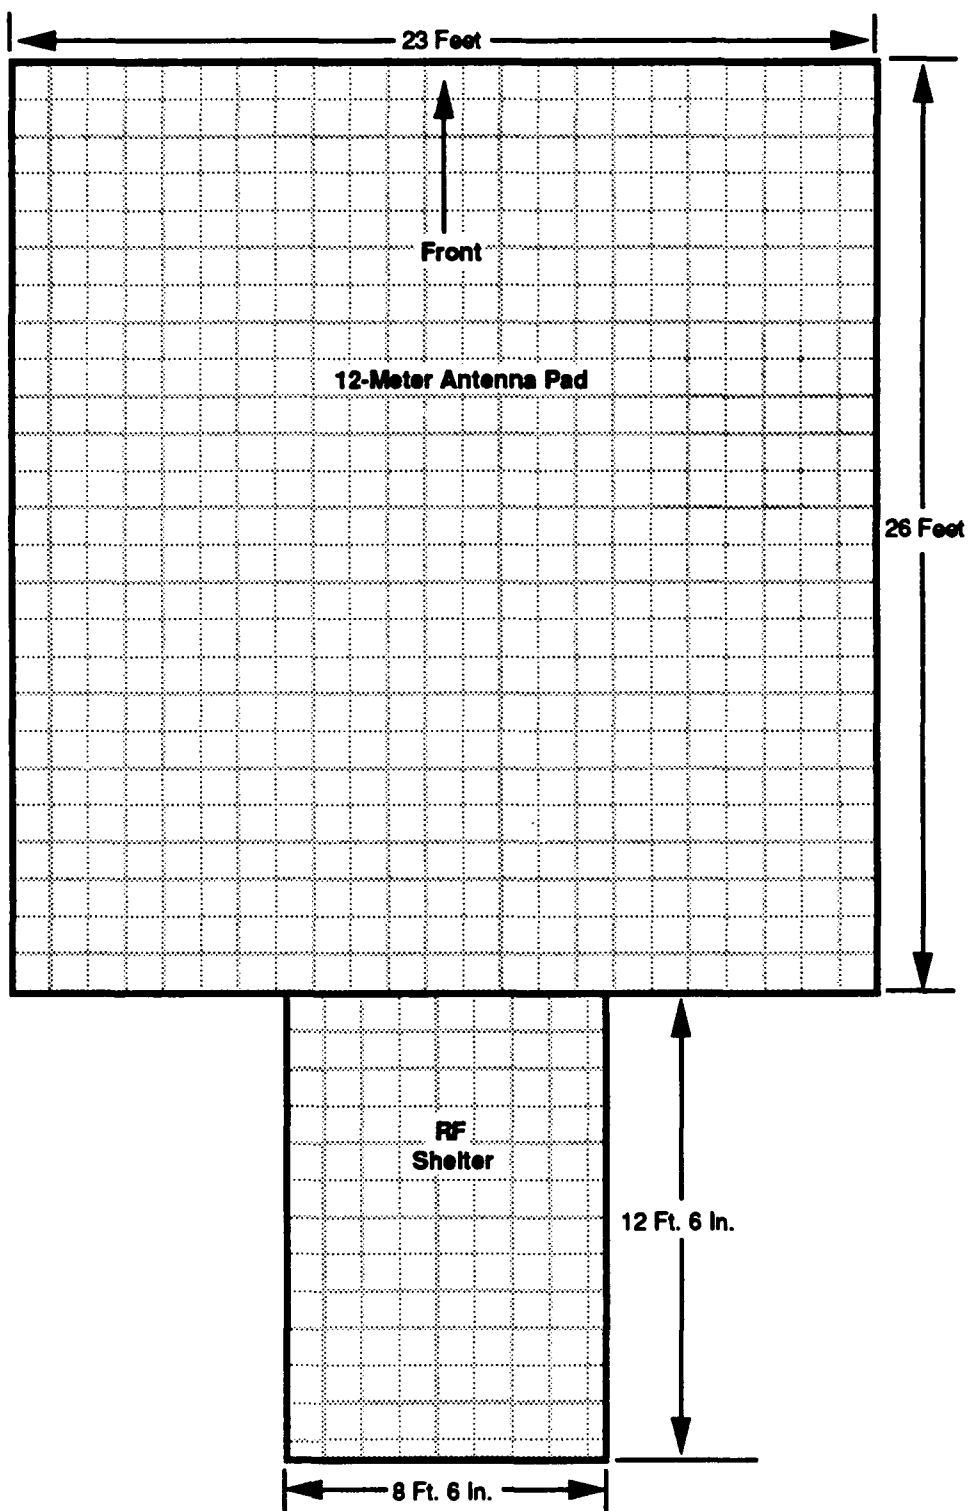 23 Feet
Front
12-Meter Antenna Pad
26 Feet
RF
Shelter
12 Ft. 6 In.
8 Ft. 6 In.